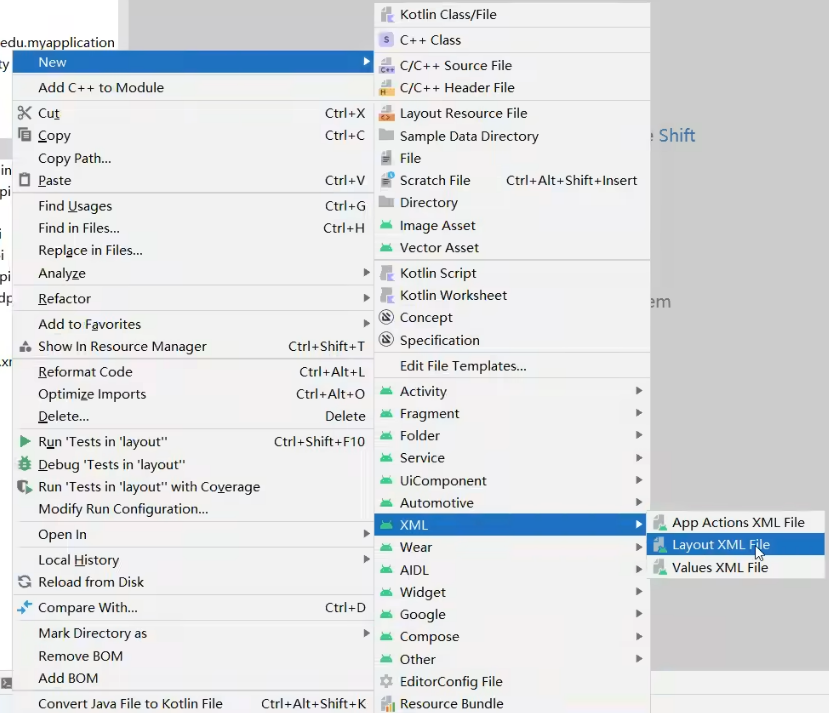 edu.myapplication
New
Add C++ to Module
Cut Ctrl+X
Copy Ctrl+C
Copy Path...
Paste Ctrl+V
Find Usages Ctrl+G
Find in Files... Ctrl+H
Replace in Files...
Analyze
Refactor
Add to Favorites
Show In Resource Manager Ctrl+Shift+T
Reformat Code Ctrl+Alt+L
Optimize Imports Ctrl+Alt+O
Delete... Delete
Run 'Tests in 'layout'' Ctrl+Shift+F10
Debug 'Tests in 'layout''
Run 'Tests in 'layout'' with Coverage
Modify Run Configuration...
Open In
Local History
Reload from Disk
Compare With... Ctrl+D
Mark Directory as
Remove BOM
Add BOM
Convert Java File to Kotlin File Ctrl+Alt+Shift+K
Kotlin Class/File
C++ Class
C/C++ Source File
C/C++ Header File
Layout Resource File
Sample Data Directory
File
Scratch File Ctrl+Alt+Shift+Insert
Directory
Image Asset
Vector Asset
Kotlin Script
Kotlin Worksheet
Concept
Specification
Edit File Templates...
Activity
Fragment
Folder
Service
UiComponent
Automotive
XML
Wear
AIDL
Widget
Google
Compose
Other
EditorConfig File
Resource Bundle
App Actions XML File
Layout XML File
Values XML File
Shift